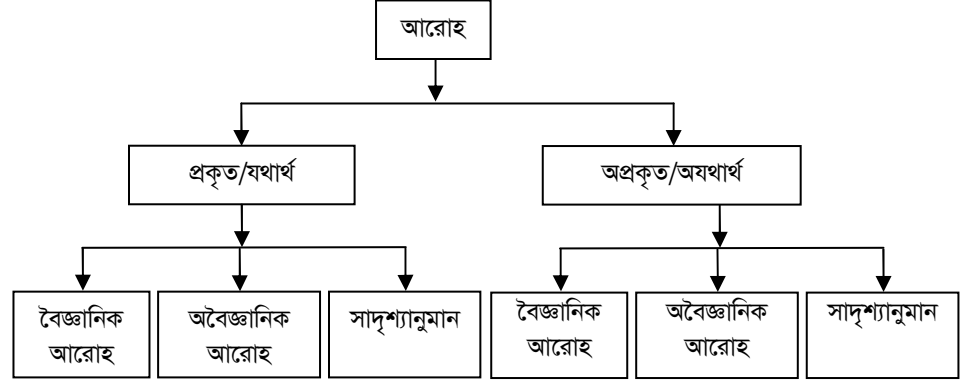 আরোহ
প্রকৃত/যথার্থ
অপ্রকৃত/অযথার্থ
বৈজ্ঞানিক
আরোহ
অবৈজ্ঞানিক
আরোহ
সাদৃশ্যানুমান
বৈজ্ঞানিক
আরোহ
অবৈজ্ঞানিক
আরোহ
সাদৃশ্যানুমান